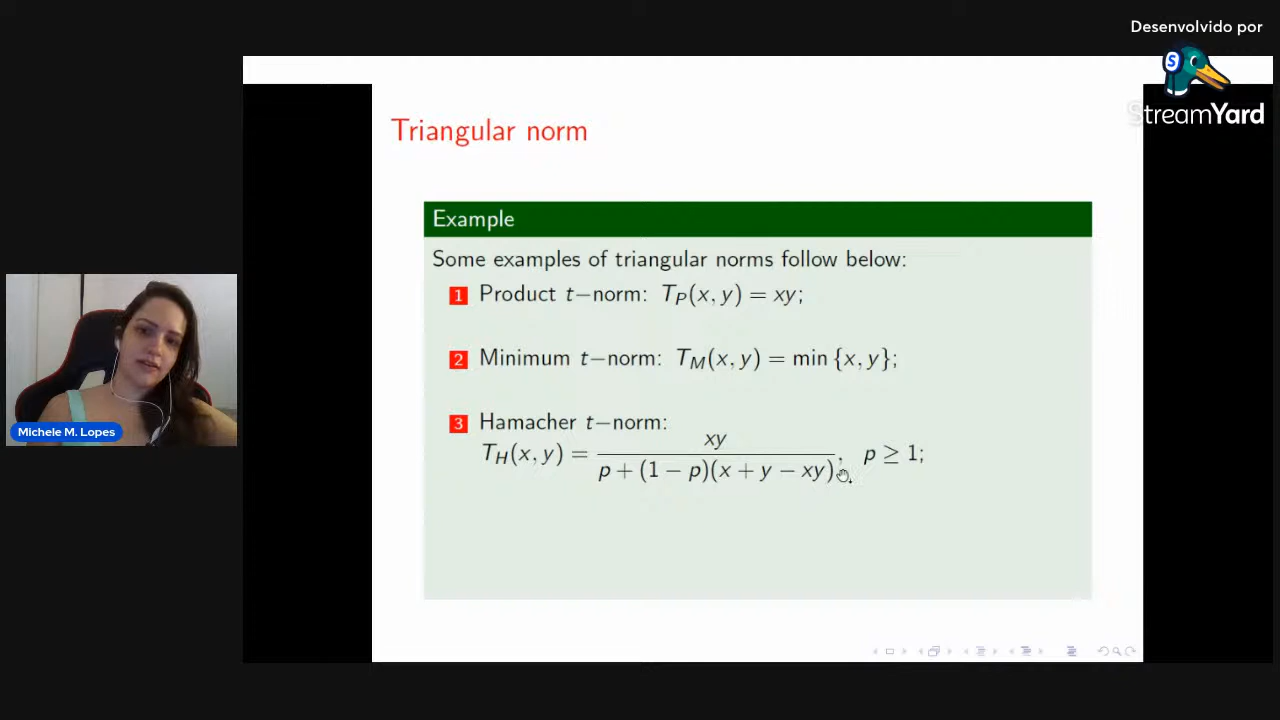 Desenvolvido por
StreamYard
Triangular norm
Example
Some examples of triangular norms follow below:
1 Product t−norm: T_P(x, y) = xy;
2 Minimum t−norm: T_M(x, y) = min {x, y};
3 Hamacher t−norm:
T_H(x, y) = xy / p + (1 − p)(x + y − xy), p ≥ 1;
Michele M. Lopes